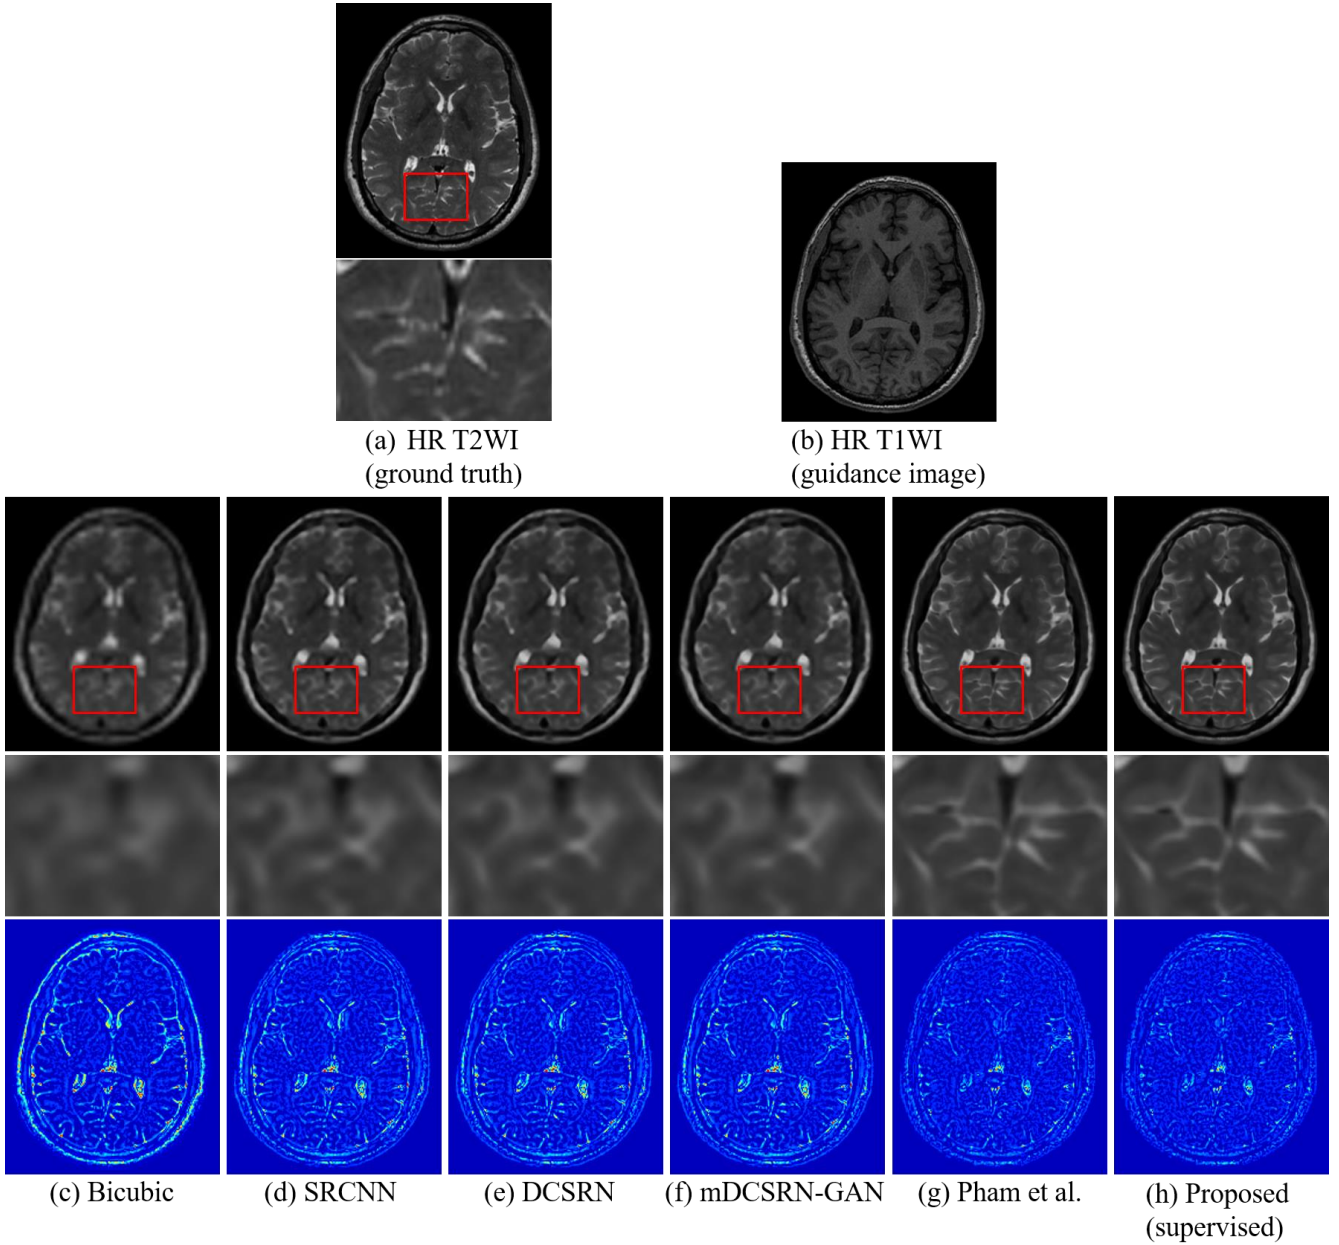 (a) HR T2WI
(ground truth)
(b) HR T1WI
(guidance image)
(c) Bicubic
(d) SRCNN
(e) DCSRN
(f) mDCSRN-GAN
(g) Pham et al.
(h) Proposed
(supervised)